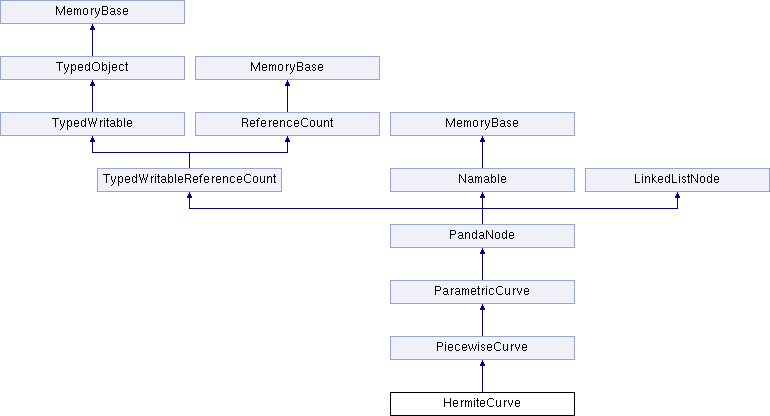 MemoryBase
TypedObject
MemoryBase
TypedWritable
ReferenceCount
MemoryBase
TypedWritableReferenceCount
Namable
LinkedListNode
PandaNode
ParametricCurve
PiecewiseCurve
HermiteCurve